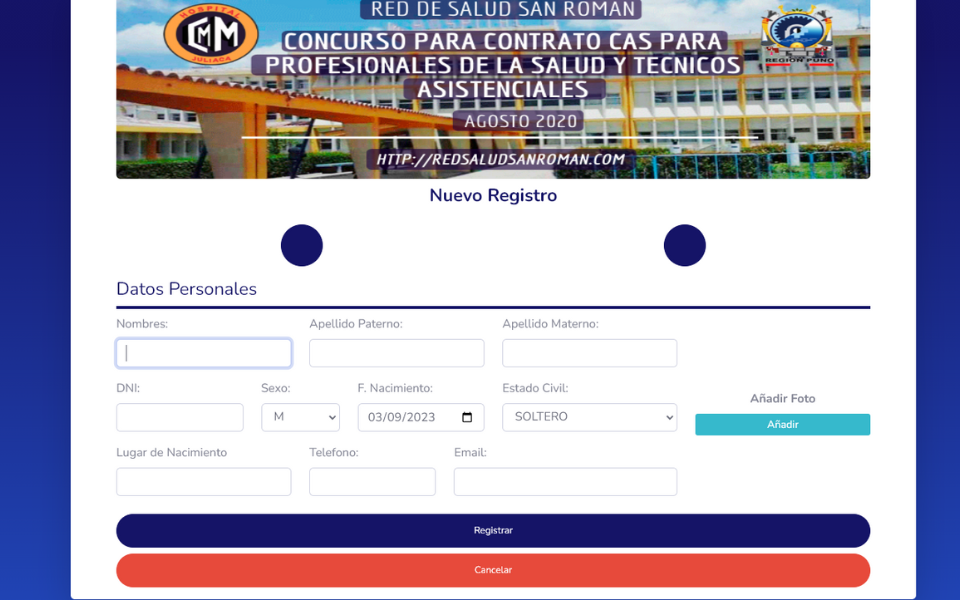 RED DE SALUD SAN ROMAN
HOSPITAL
CMM
JULIACA
CONCURSO PARA CONTRATO CAS PARA
PROFESIONALES DE LA SALUD Y TECNICOS
ASISTENCIALES
REGION PUNO
AGOSTO 2020
HTTP://REDSALUDSANROMAN.COM
Nuevo Registro
Datos Personales
Nombres:
Apellido Paterno:
Apellido Materno:
DNI:
Sexo:
F. Nacimiento:
Estado Civil:
Añadir Foto
M
03/09/2023
SOLTERO
Añadir
Lugar de Nacimiento
Telefono:
Email:
Registrar
Cancelar